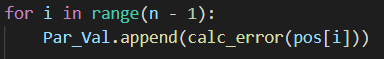 for i in range(n - 1):
    Par_Val.append(calc_error(pos[i]))